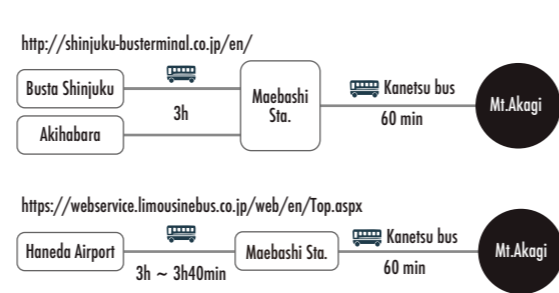 http://shinjuku-busterminal.co.jp/en/
Busta Shinjuku
Akihabara
3h
Maebashi
Sta.
Kanetsu bus
60 min
Mt.Akagi
https://webservice.limousinebus.co.jp/web/en/Top.aspx
Haneda Airport
3h ~ 3h40min
Maebashi Sta.
Kanetsu bus
60 min
Mt.Akagi